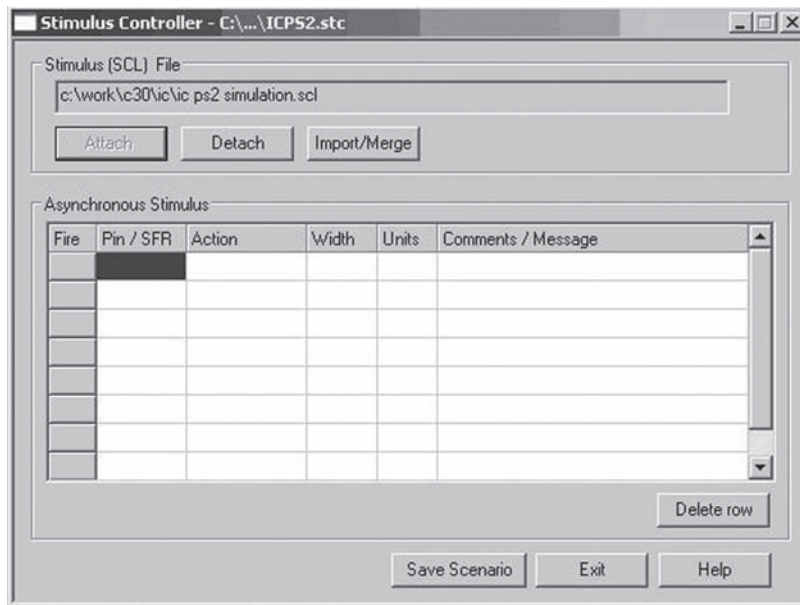 Stimulus Controller - C:\...\ICPS2.stc
Stimulus (SCL) File
c:\work\c30\ic\ic ps2 simulation.scl
Attach Detach Import/Merge
Asynchronous Stimulus
Fire Pin / SFR Action Width Units Comments / Message
Delete row
Save Scenario Exit Help